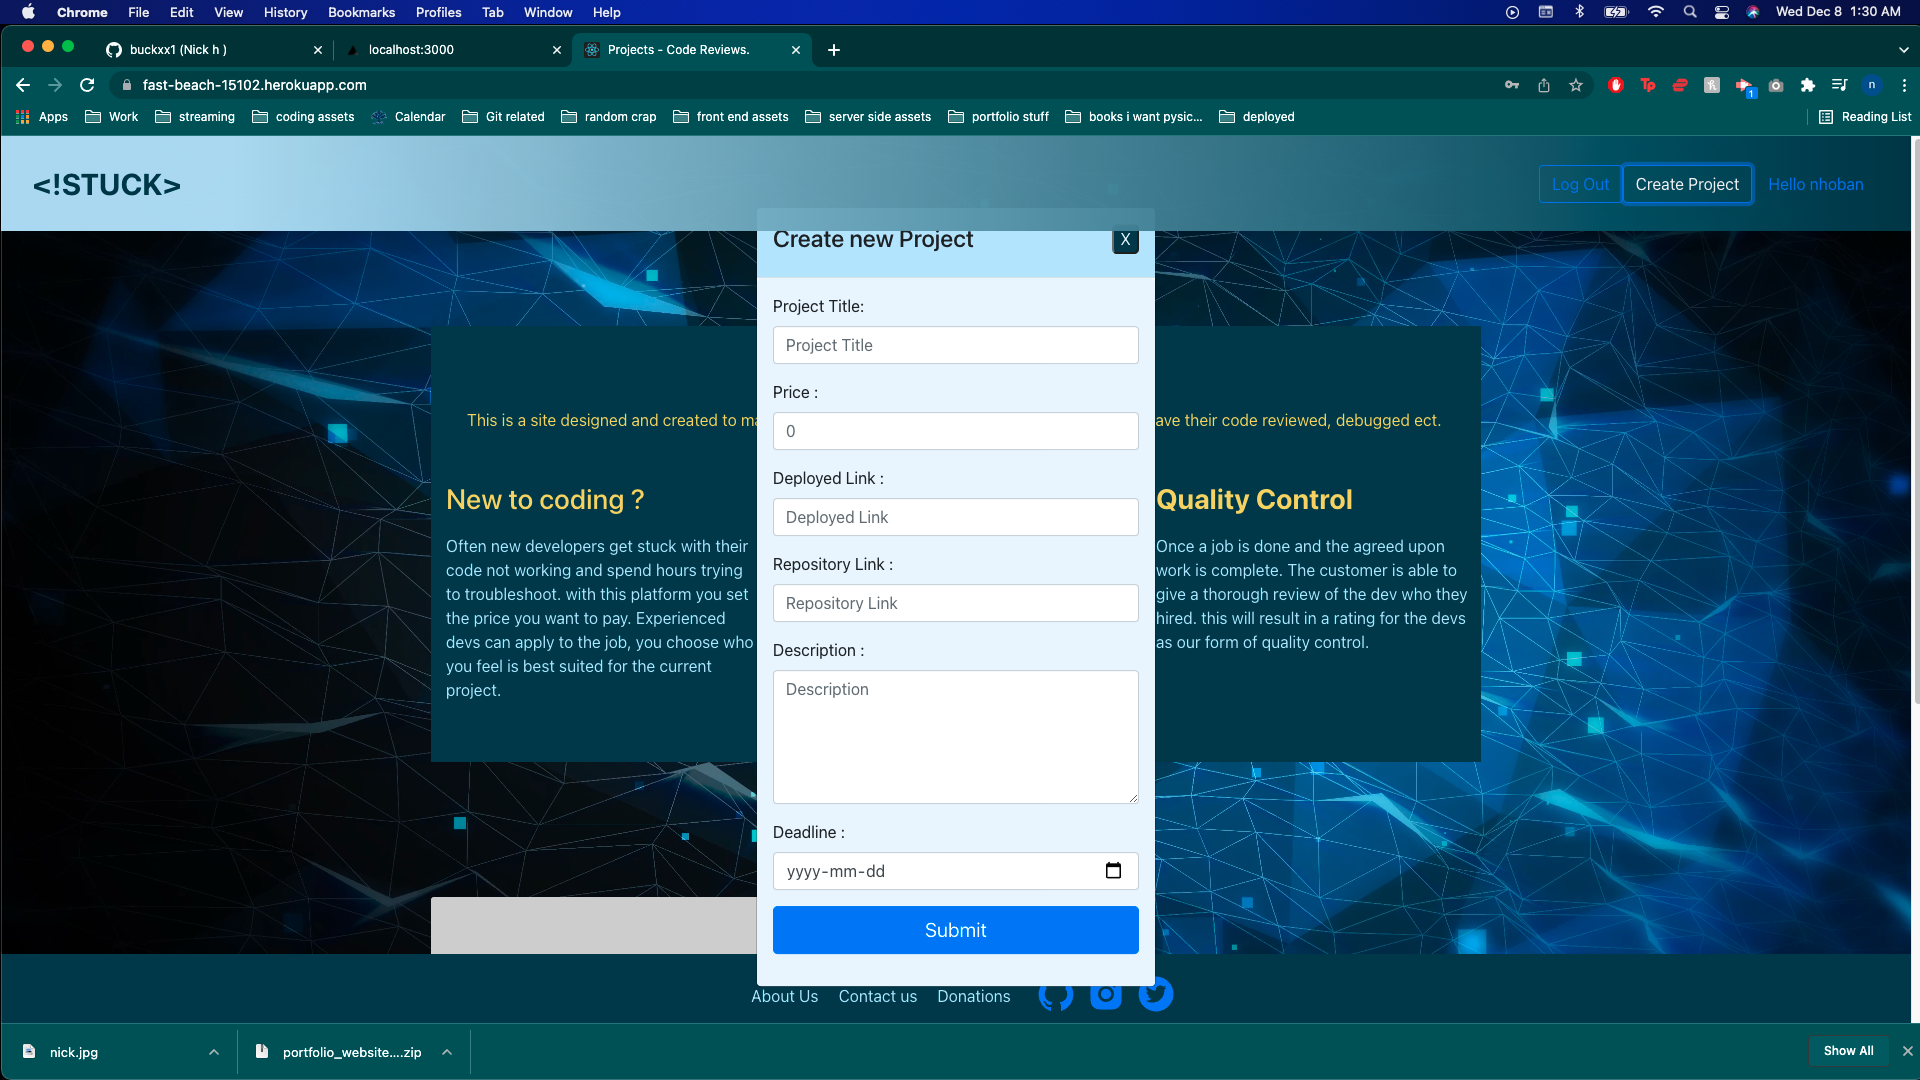 Chrome File Edit View History Bookmarks Profiles Tab Window Help Wed Dec 8 1:30 AM
buckxx1 (Nick h ) localhost:3000 Projects - Code Reviews.
fast-beach-15102.herokuapp.com Tp 1 n
Apps Work streaming coding assets Calendar Git related random crap front end assets server side assets portfolio stuff books i want pysic... deployed Reading List
<!STUCK> Log Out Create Project Hello nhoban
Create new Project X
Project Title:
Project Title
Price :
0
Deployed Link :
Deployed Link
Repository Link :
Repository Link
Description :
Description
Deadline :
yyyy-mm-dd
Submit
This is a site designed and created to ma
ave their code reviewed, debugged ect.
New to coding ?
Often new developers get stuck with their
code not working and spend hours trying
to troubleshoot. with this platform you set
the price you want to pay. Experienced
devs can apply to the job, you choose who
you feel is best suited for the current
project.
Quality Control
Once a job is done and the agreed upon
work is complete. The customer is able to
give a thorough review of the dev who they
hired. this will result in a rating for the devs
as our form of quality control.
About Us Contact us Donations
nick.jpg portfolio_website....zip Show All